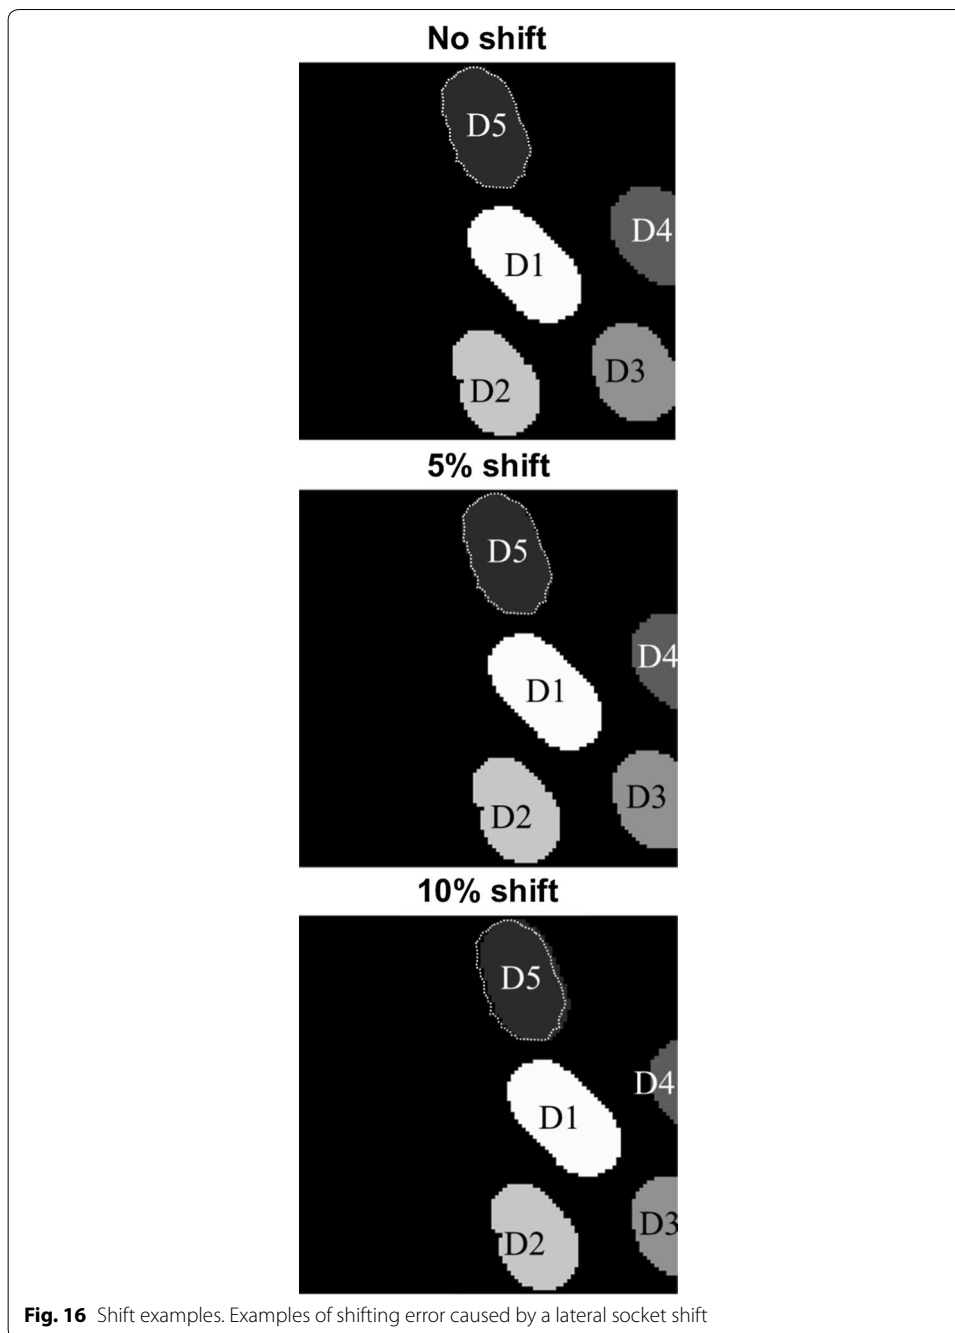 No shift
D5
D4
D1
D3
D2
5% shift
D5
D4
D1
D3
D2
10% shift
D5
D4
D1
D3
D2
Fig. 16 Shift examples. Examples of shifting error caused by a lateral socket shift